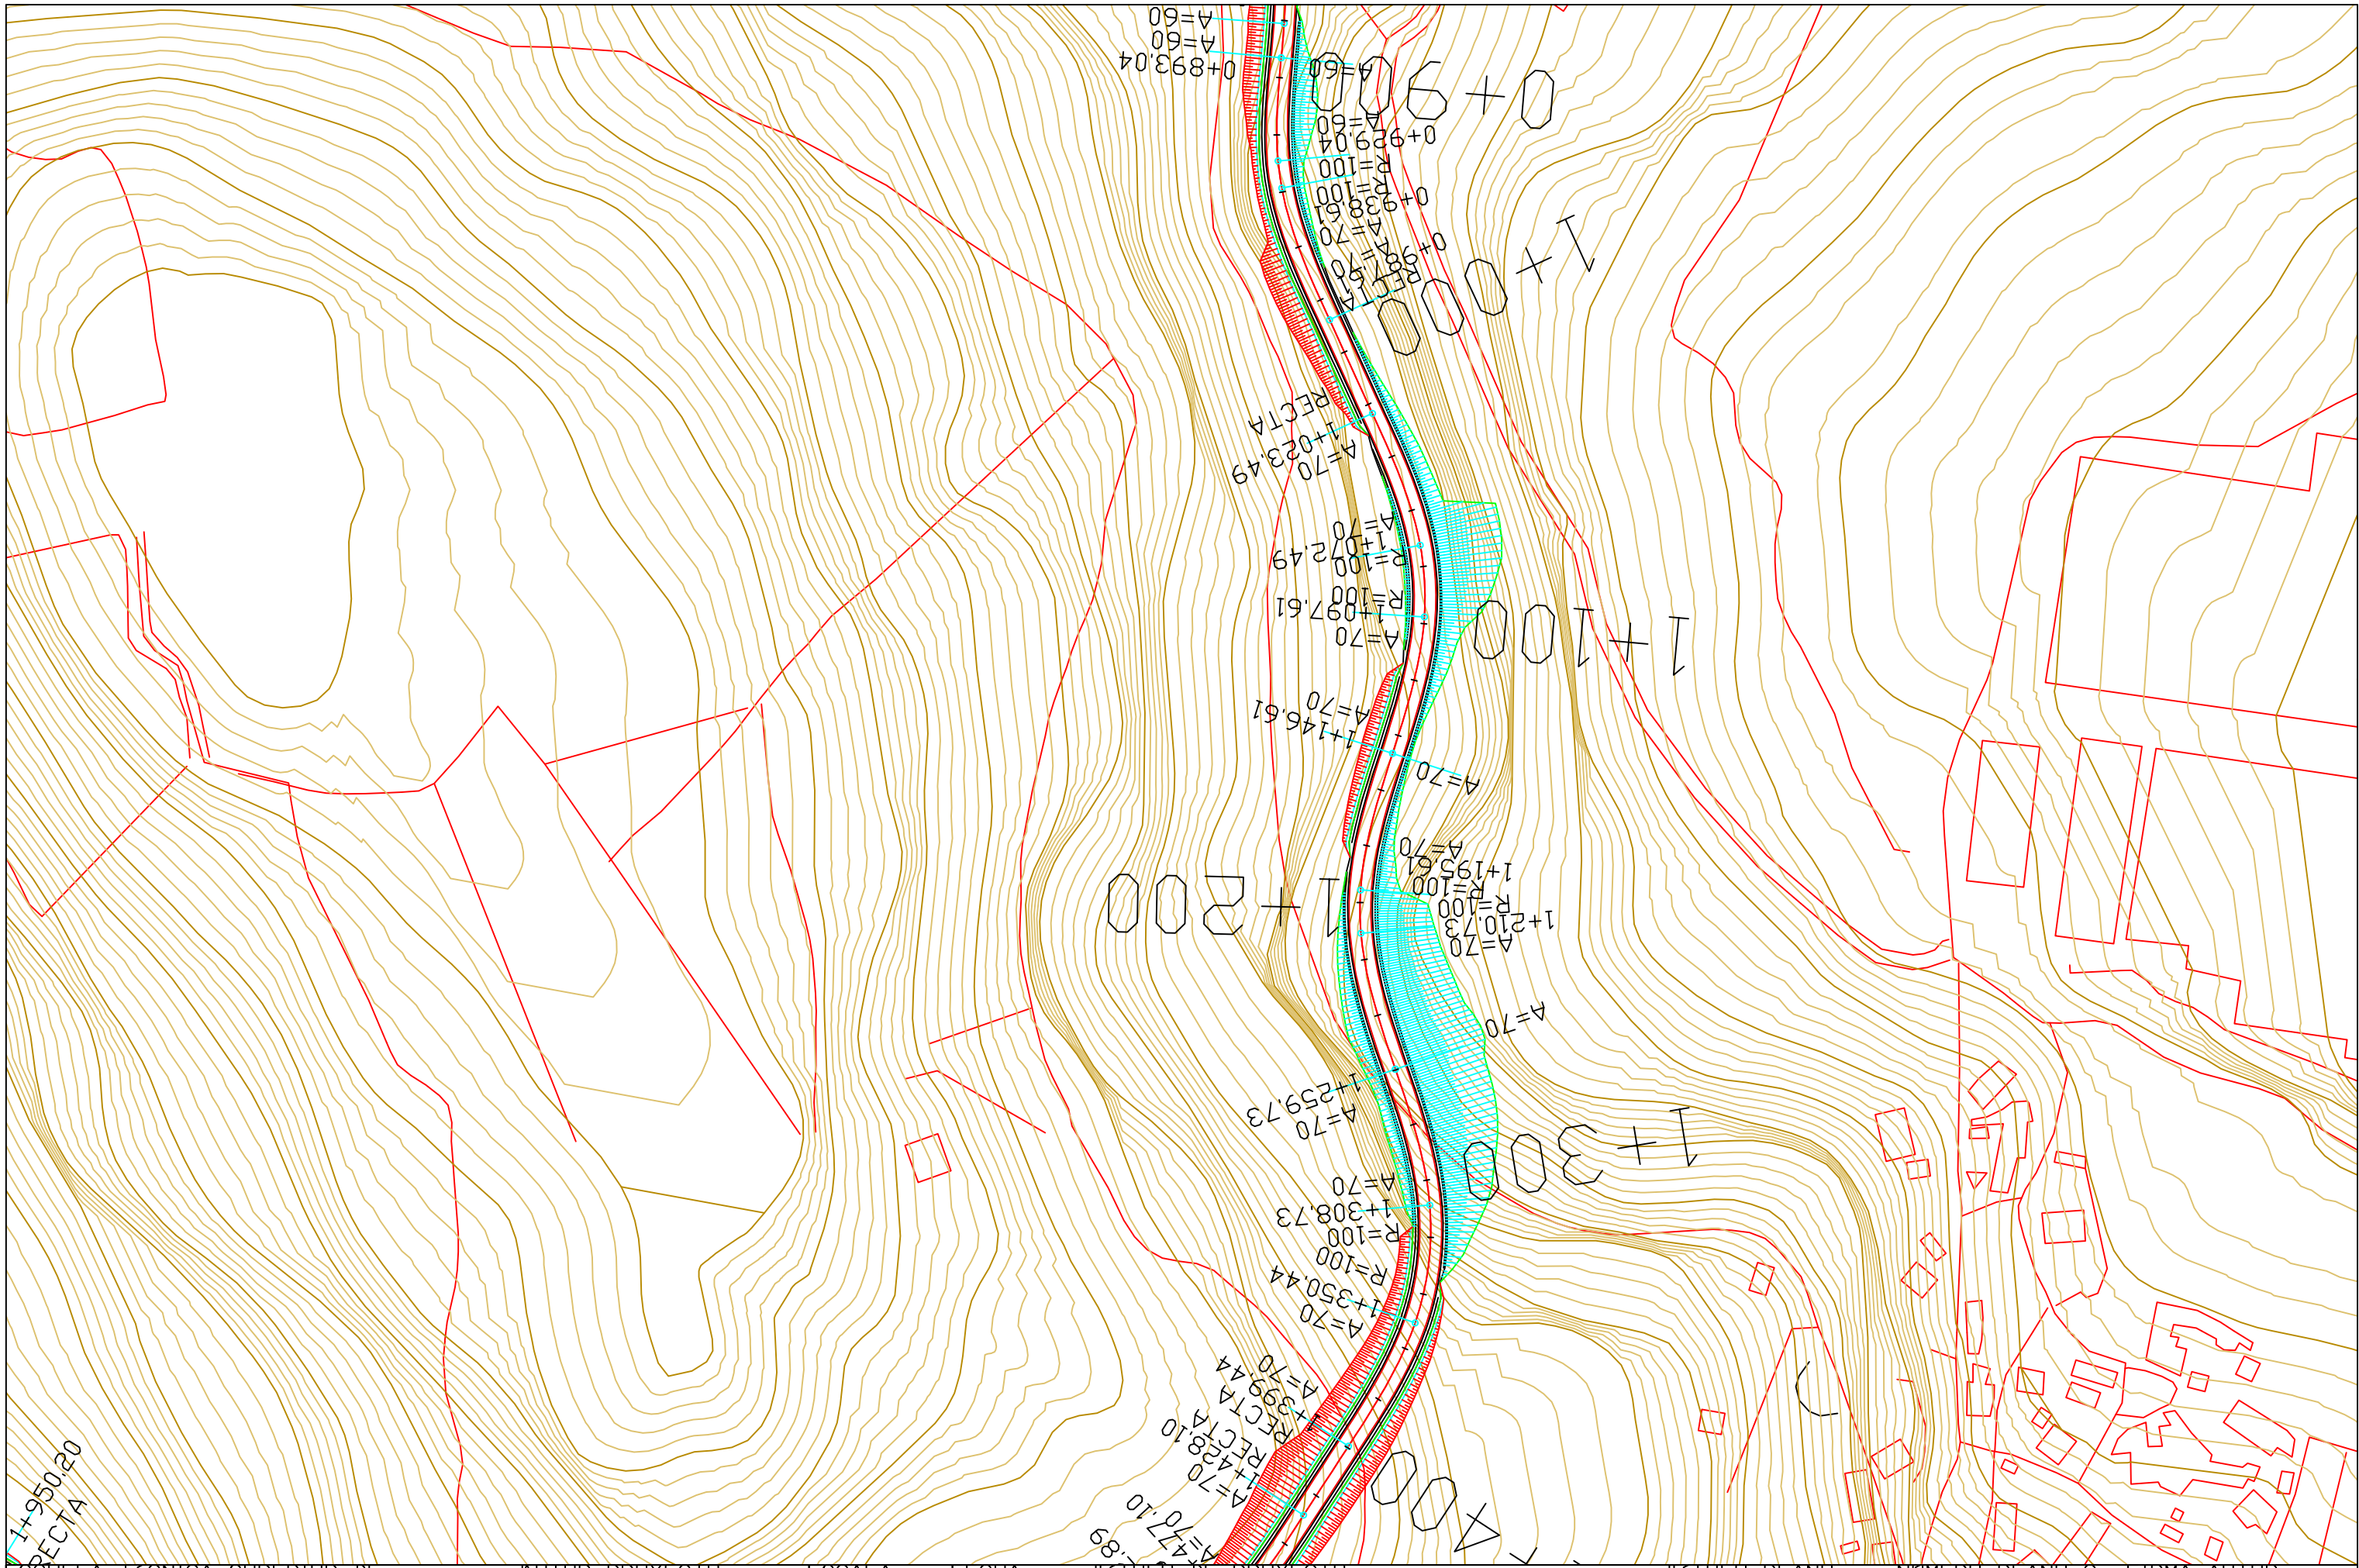 A=60
A=60
0+893.04
A=60
0+900
A=60
0+929.04
R=100
R=100
0+938.61
A=70
A=70
0+987.61
RECTA
1+000
RECTA
1+023.49
A=70
A=70
1+072.49
R=100
R=100
1+097.61
A=70
1+100
A=70
1+146.61
A=70
A=70
1+195.61
R=100
1+200
R=100
1+210.73
A=70
A=70
1+259.73
A=70
1+300
A=70
1+308.73
R=100
R=100
1+350.44
A=70
A=70
1+399.44
RECTA
RECTA
1+428.10
A=70
1+950.20
RECTA